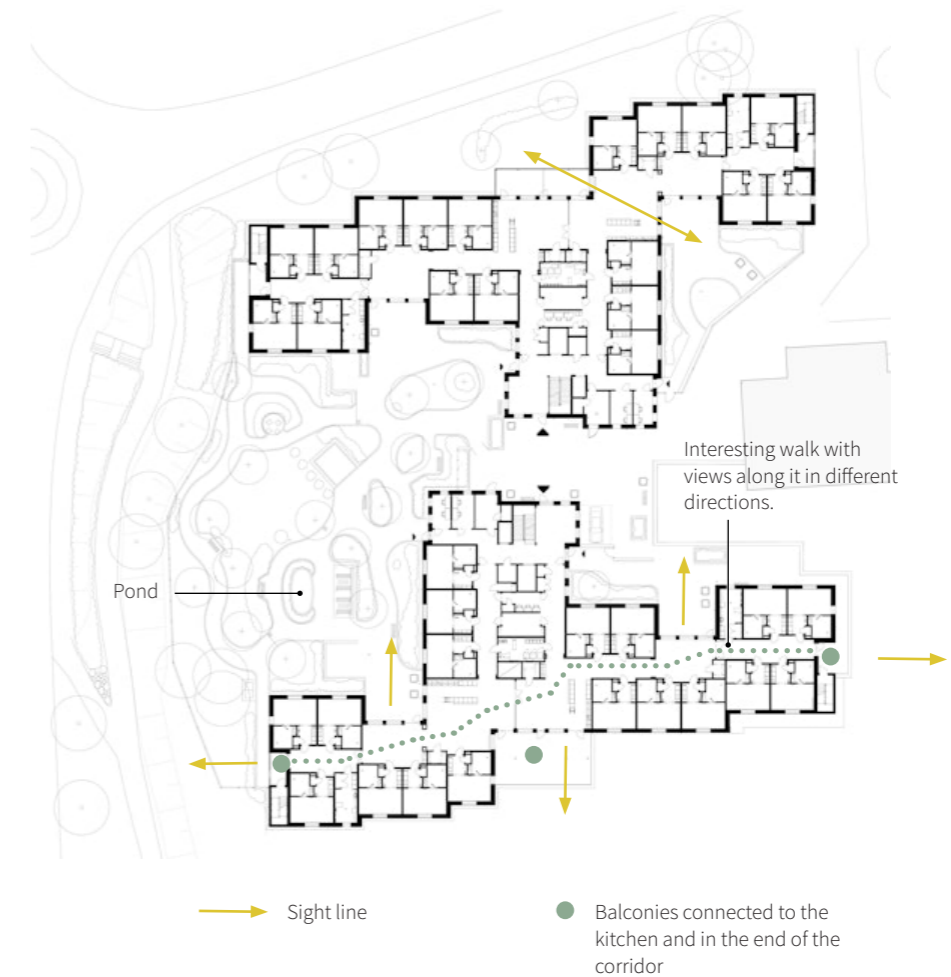 Interesting walk with
views along it in different
directions.
Pond
Sight line
Balconies connected to the
kitchen and in the end of the
corridor